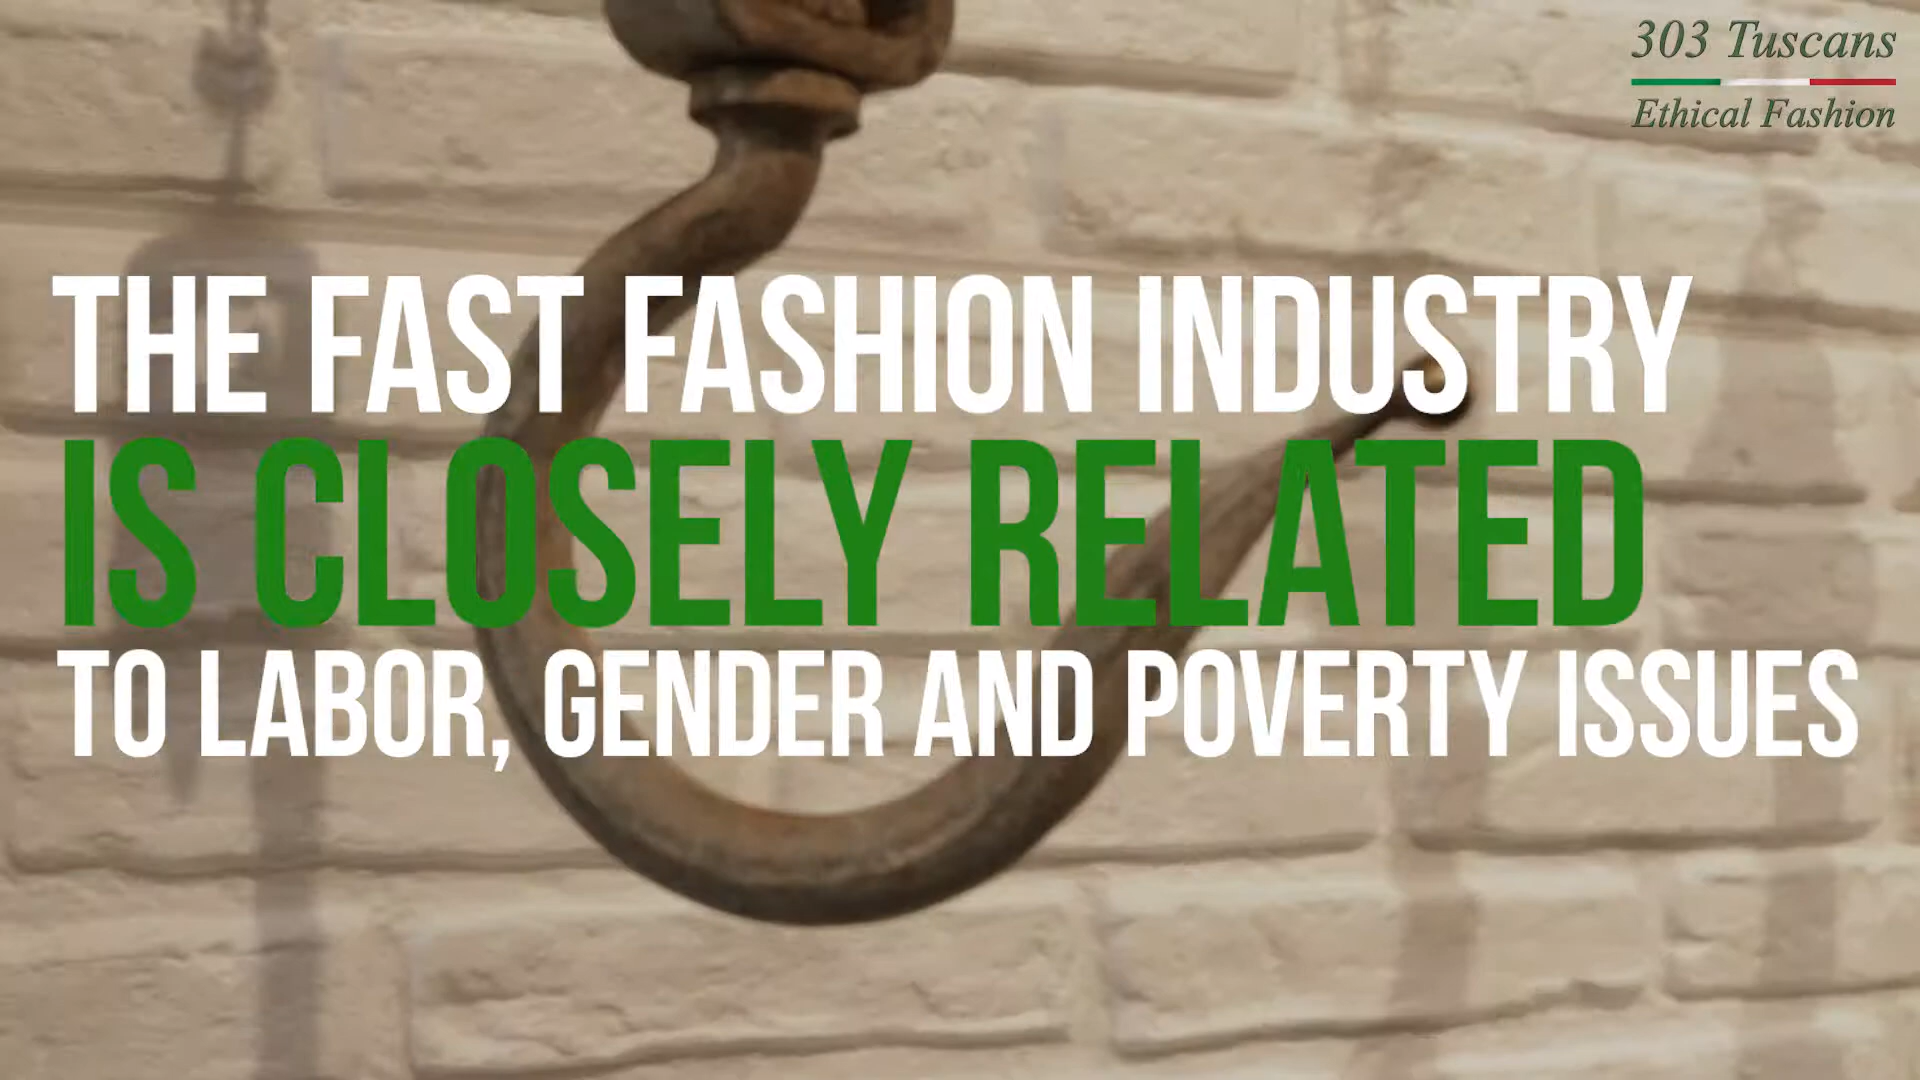 303 Tuscans
Ethical Fashion
THE FAST FASHION INDUSTRY
IS CLOSELY RELATED
TO LABOR, GENDER AND POVERTY ISSUES